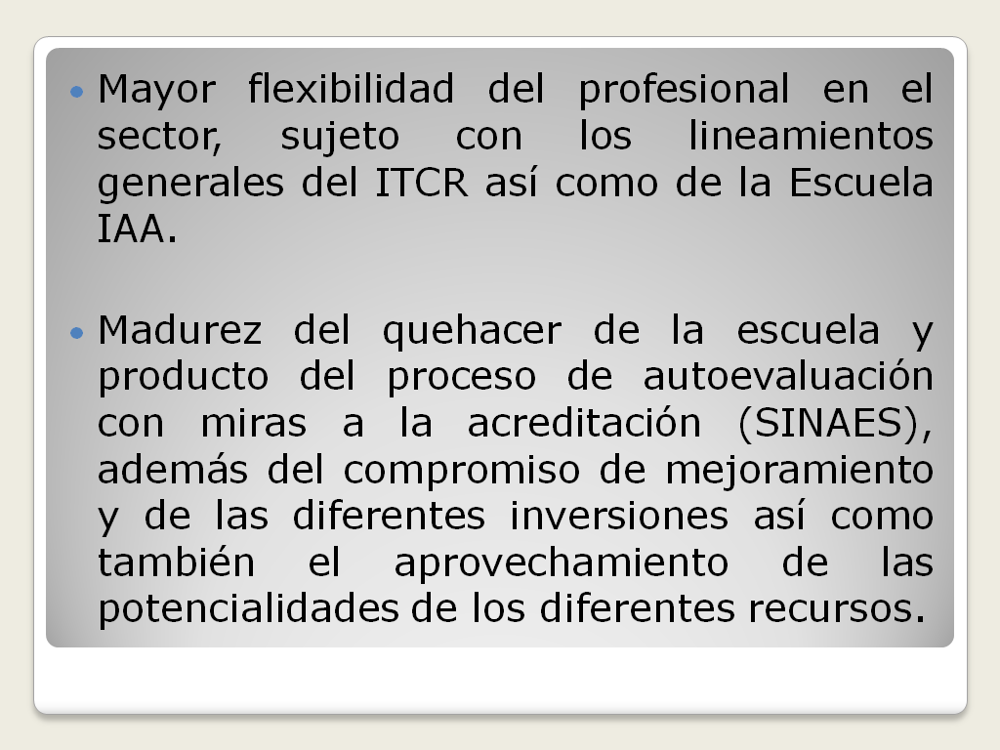 • Mayor flexibilidad del profesional en el
sector, sujeto con los lineamientos
generales del ITCR así como de la Escuela
IAA.
• Madurez del quehacer de la escuela y
producto del proceso de autoevaluación
con miras a la acreditación (SINAES),
además del compromiso de mejoramiento
y de las diferentes inversiones así como
también el aprovechamiento de las
potencialidades de los diferentes recursos.